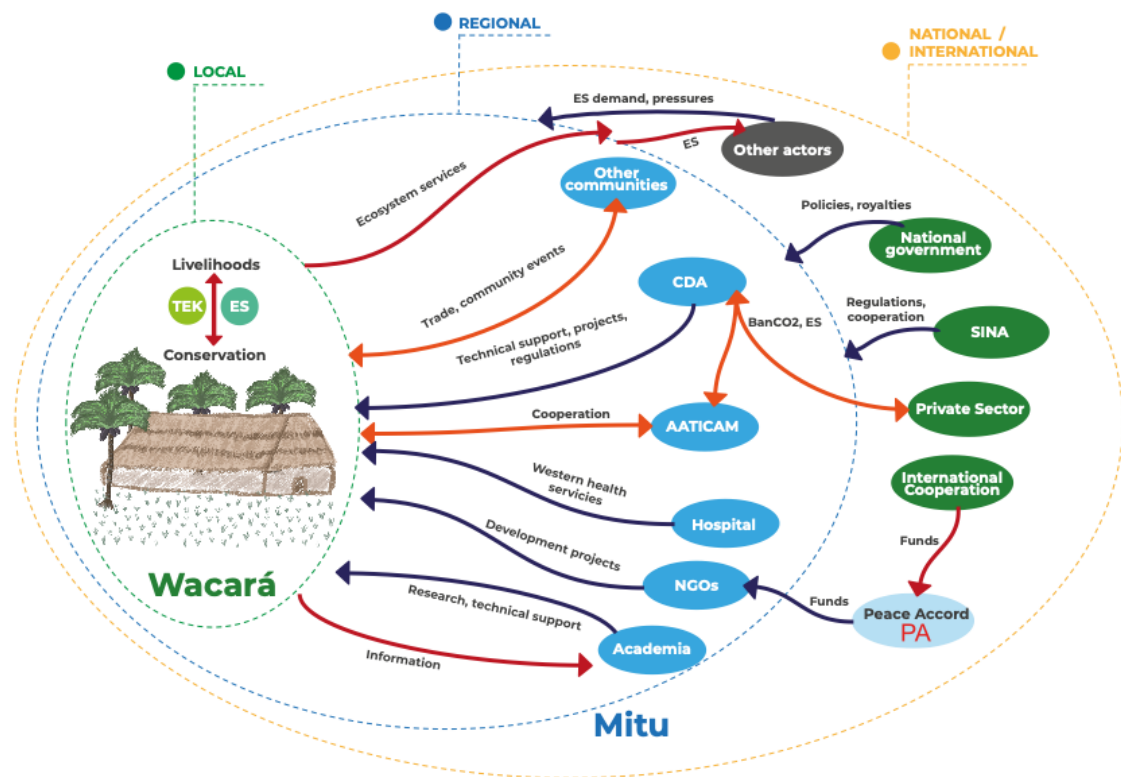 REGIONAL
NATIONAL /
INTERNATIONAL
LOCAL
ES demand, pressures
ES
Other actors
Other
communities
Ecosystem services
Policies, royalties
National
government
Livelihoods
TEK
ES
Conservation
CDA
Trade, community events
Technical support, projects,
regulations
BanCO2, ES
Regulations,
cooperation
SINA
Cooperation
AATICAM
Private Sector
Western health
servicies
Hospital
International
Cooperation
Funds
Development projects
NGOs
Funds
Peace Accord
PA
Wacará
Research, technical support
Academia
Information
Mitu